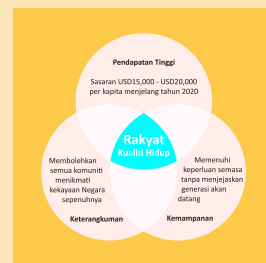 Pendapatan Tinggi
Sasaran USD15,000 - USD20,000
per kapita menjelang tahun 2020
Rakyat
Kualiti Hidup
Membolehkan
semua komuniti
menikmati
kekayaan Negara
sepenuhnya
Keterangkuman
Memenuhi
keperluan semasa
tanpa menjejaskan
generasi akan
datang
Kemampanan